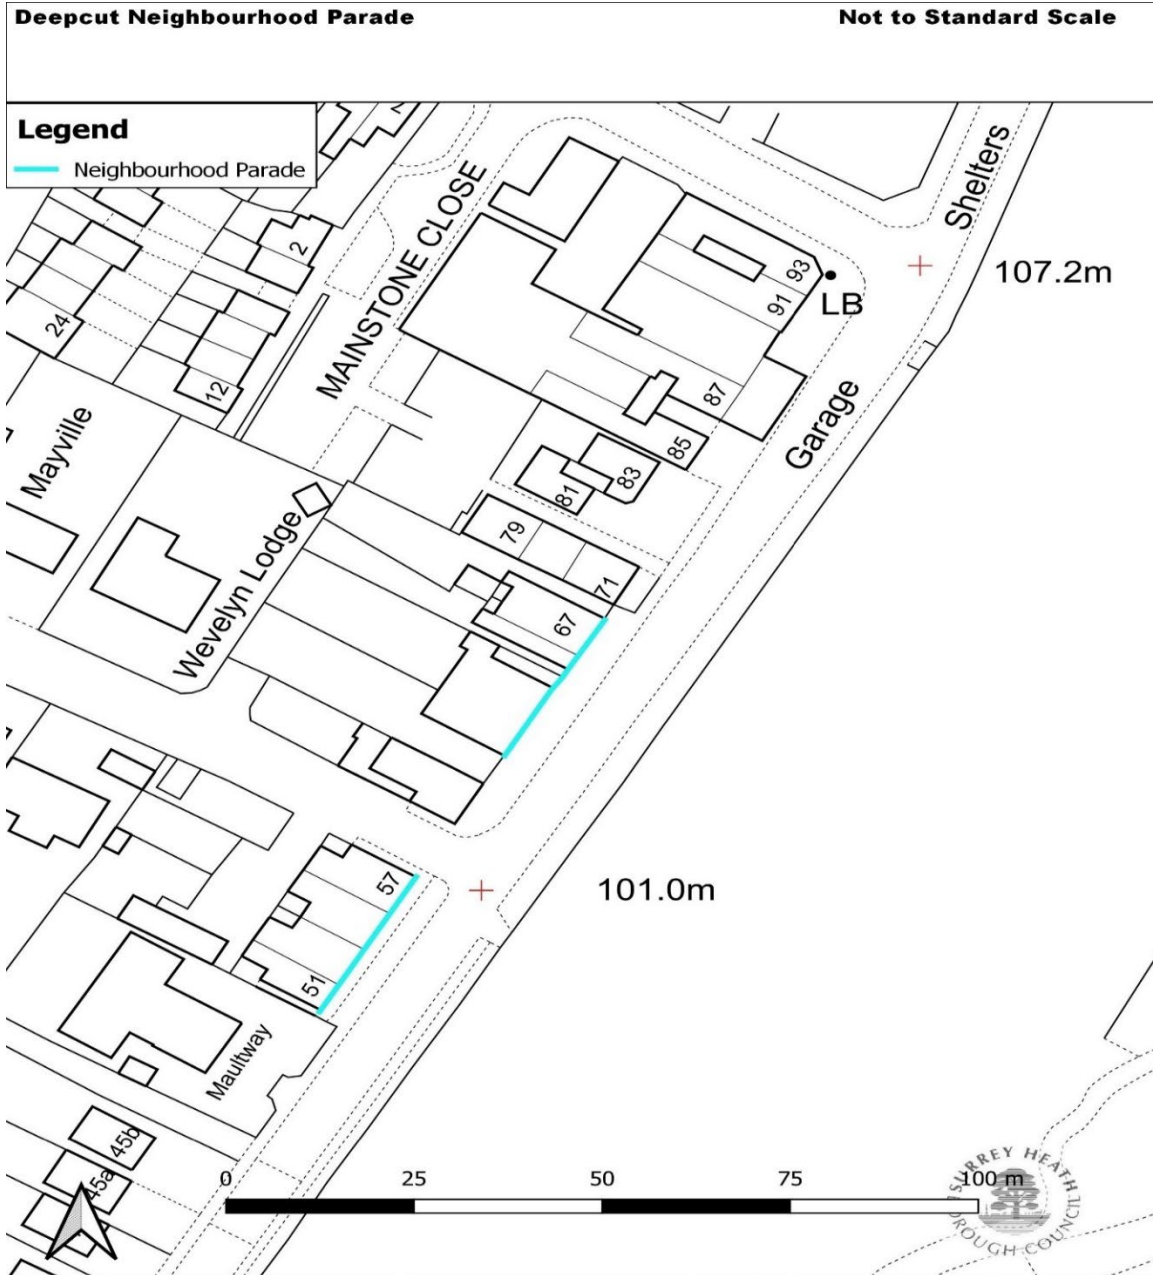 Deepcut Neighbourhood Parade
Not to Standard Scale
Legend
Neighbourhood Parade
Shelters
MAINSTONE CLOSE
2
93
107.2m
91
LB
24
12
87
Garage
Mayville
85
83
81
79
Wevelyn Lodge
71
67
57
101.0m
51
Maultway
45b
45a
0
25
50
75
100 m
SURREY HEATH
BOROUGH COUNCIL